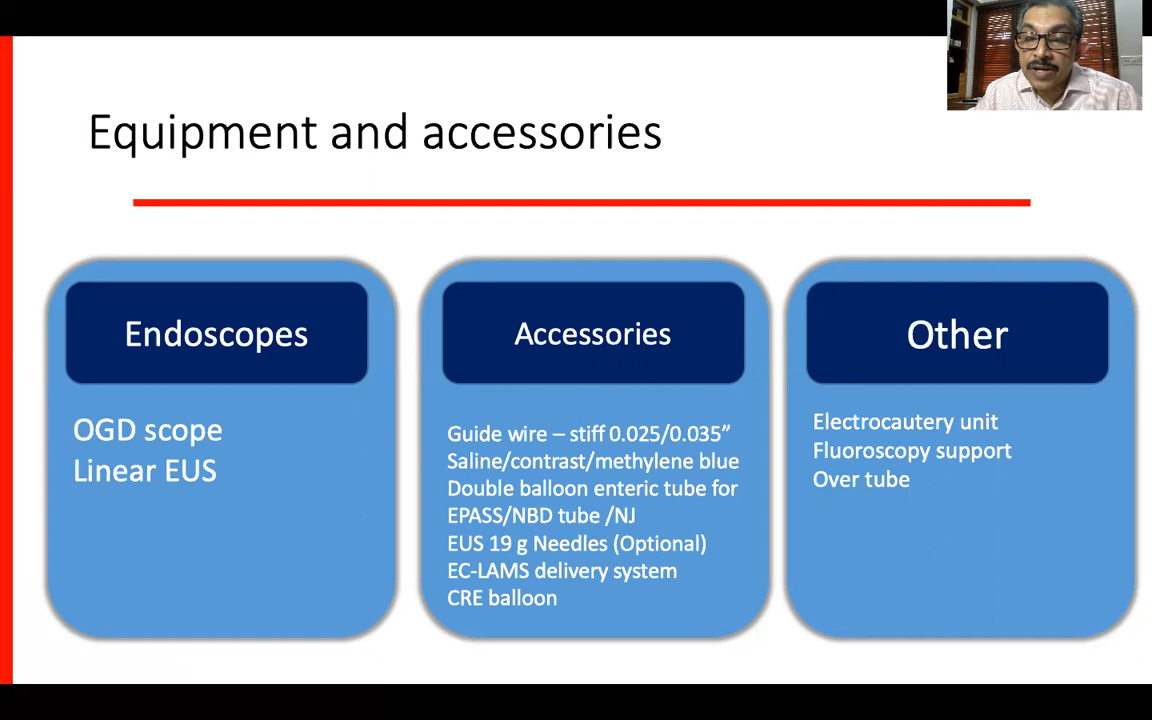 Equipment and accessories
Endoscopes
OGD scope
Linear EUS
Accessories
Guide wire – stiff 0.025/0.035”
Saline/contrast/methylene blue
Double balloon enteric tube for
EPASS/NBD tube /NJ
EUS 19 g Needles (Optional)
EC-LAMS delivery system
CRE balloon
Other
Electrocautery unit
Fluoroscopy support
Over tube